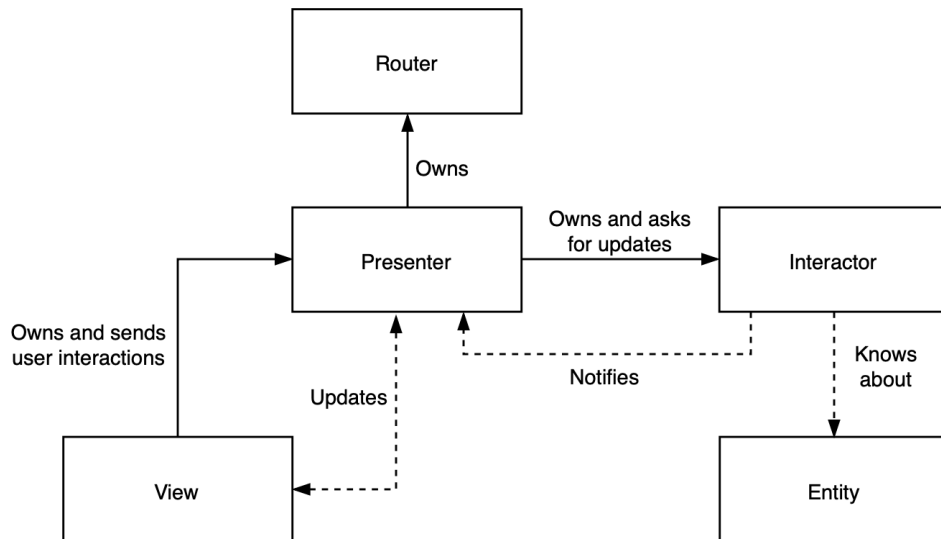 Router
Owns
Owns and asks
for updates
Presenter
Interactor
Owns and sends
user interactions
Updates
Notifies
Knows
about
View
Entity